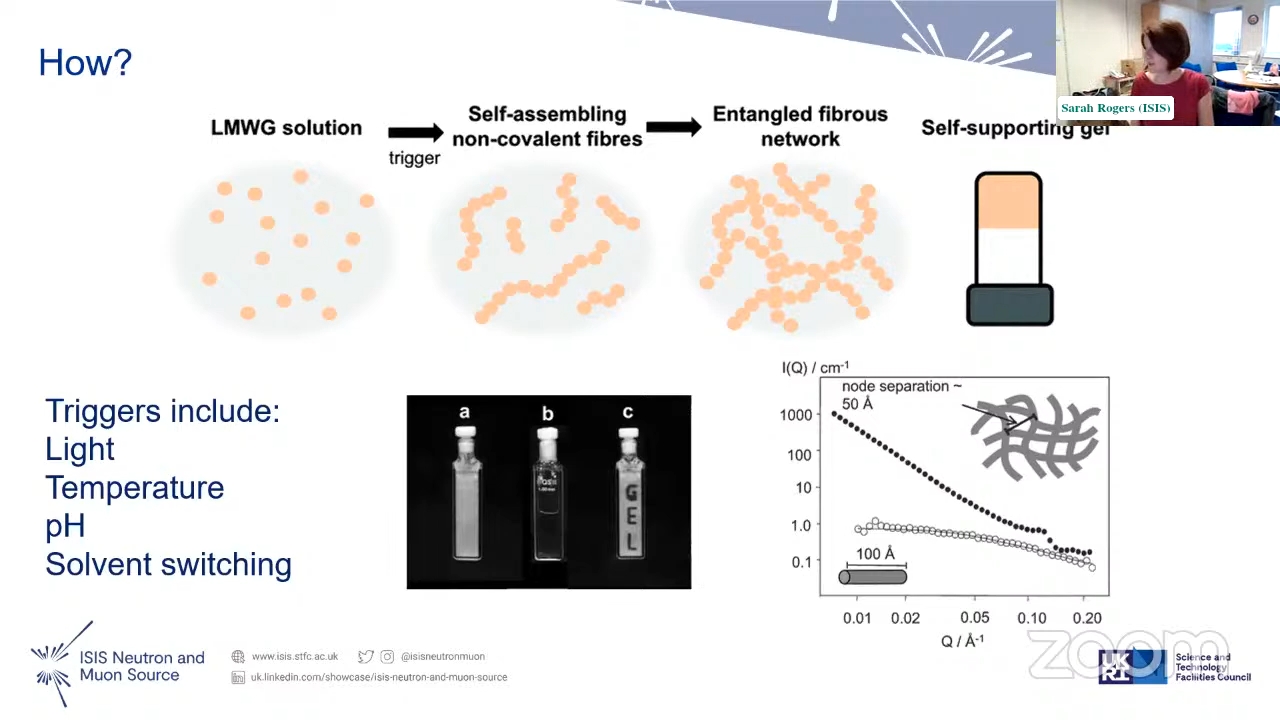 How?
Sarah Rogers (ISIS)
LMWG solution
trigger
Self-assembling
non-covalent fibres
Entangled fibrous
network
Self-supporting gel
Triggers include:
Light
Temperature
pH
Solvent switching
a b c
GEL
I(Q) / cm-1
node separation ~
50 Å
1000
100
10
1.0
0.1
100 Å
0.01 0.02 0.05 0.10 0.20
Q / Å-1
ISIS Neutron and
Muon Source
www.isis.stfc.ac.uk
@isisneutronmuon
uk.linkedin.com/showcase/isis-neutron-and-muon-source
zoom
UKRI
Science and
Technology
Facilities Council